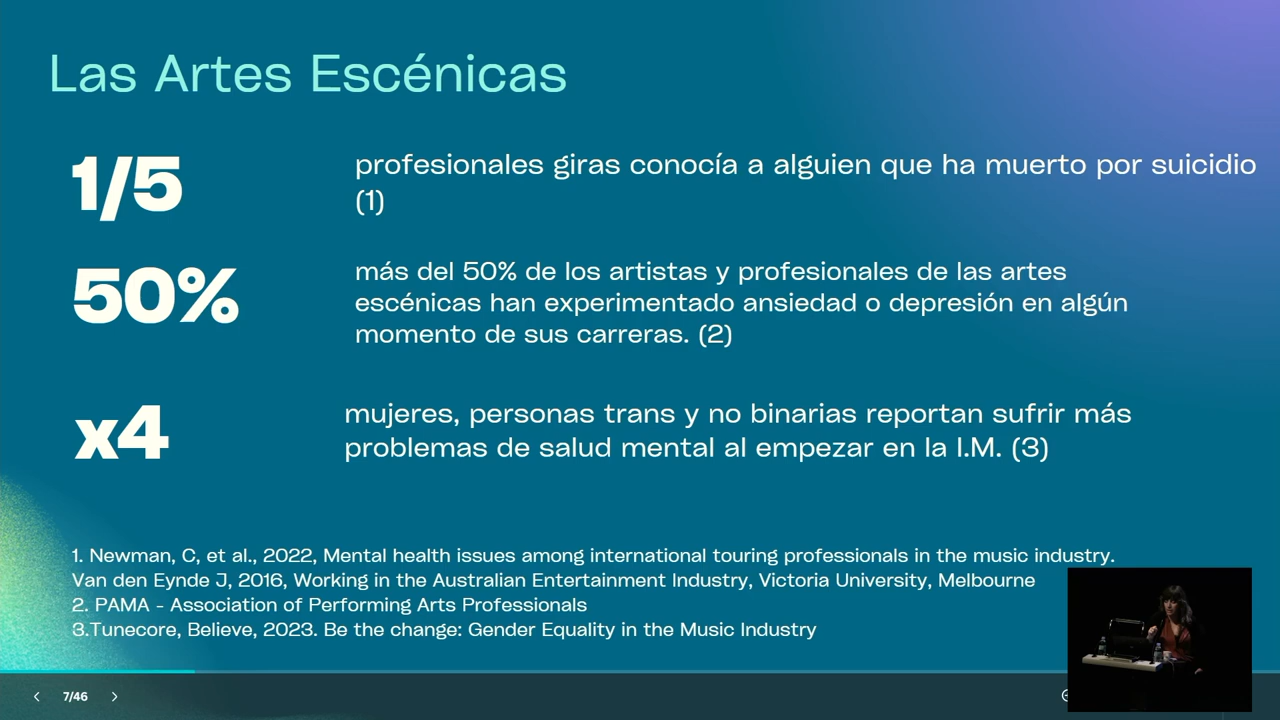 Las Artes Escénicas
1/5
profesionales giras conocía a alguien que ha muerto por suicidio
(1)
50%
más del 50% de los artistas y profesionales de las artes
escénicas han experimentado ansiedad o depresión en algún
momento de sus carreras. (2)
x4
mujeres, personas trans y no binarias reportan sufrir más
problemas de salud mental al empezar en la I.M. (3)
1. Newman, C, et al., 2022, Mental health issues among international touring professionals in the music industry.
Van den Eynde J, 2016, Working in the Australian Entertainment Industry, Victoria University, Melbourne
2. PAMA - Association of Performing Arts Professionals
3.Tunecore, Believe, 2023. Be the change: Gender Equality in the Music Industry
7/46